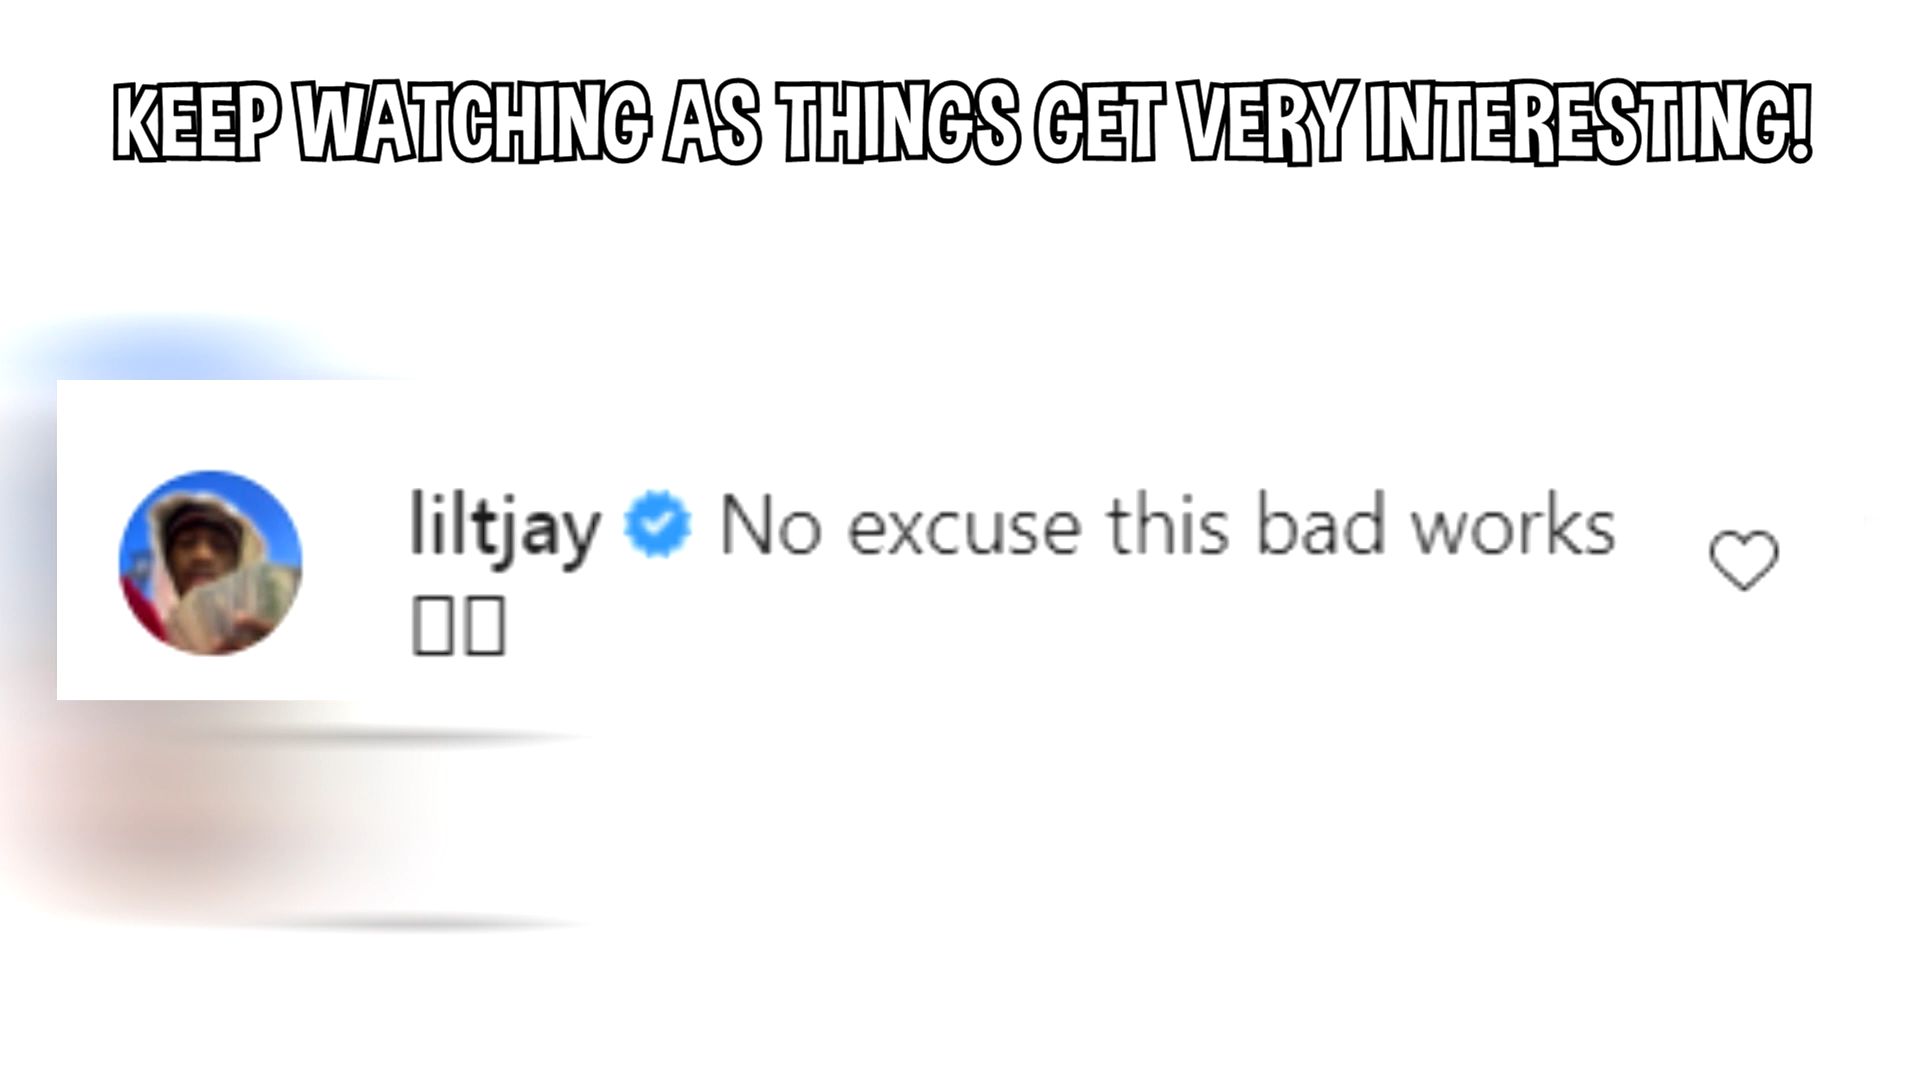 KEEP WATCHING AS THINGS GET VERY INTERESTING!
liltjay No excuse this bad works
▯▯